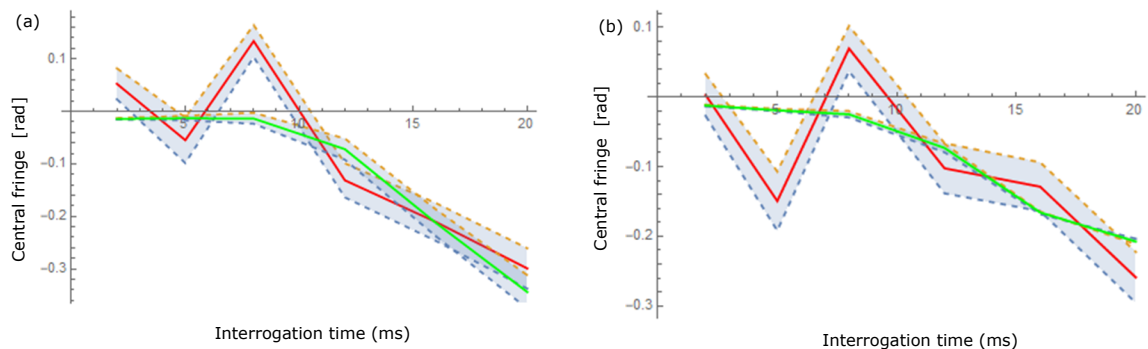 (a)
Central fringe [rad]
0.1
-0.1
-0.2
-0.3
5
10
15
20
Interrogation time (ms)
(b)
Central fringe [rad]
0.1
-0.1
-0.2
-0.3
5
10
15
20
Interrogation time (ms)